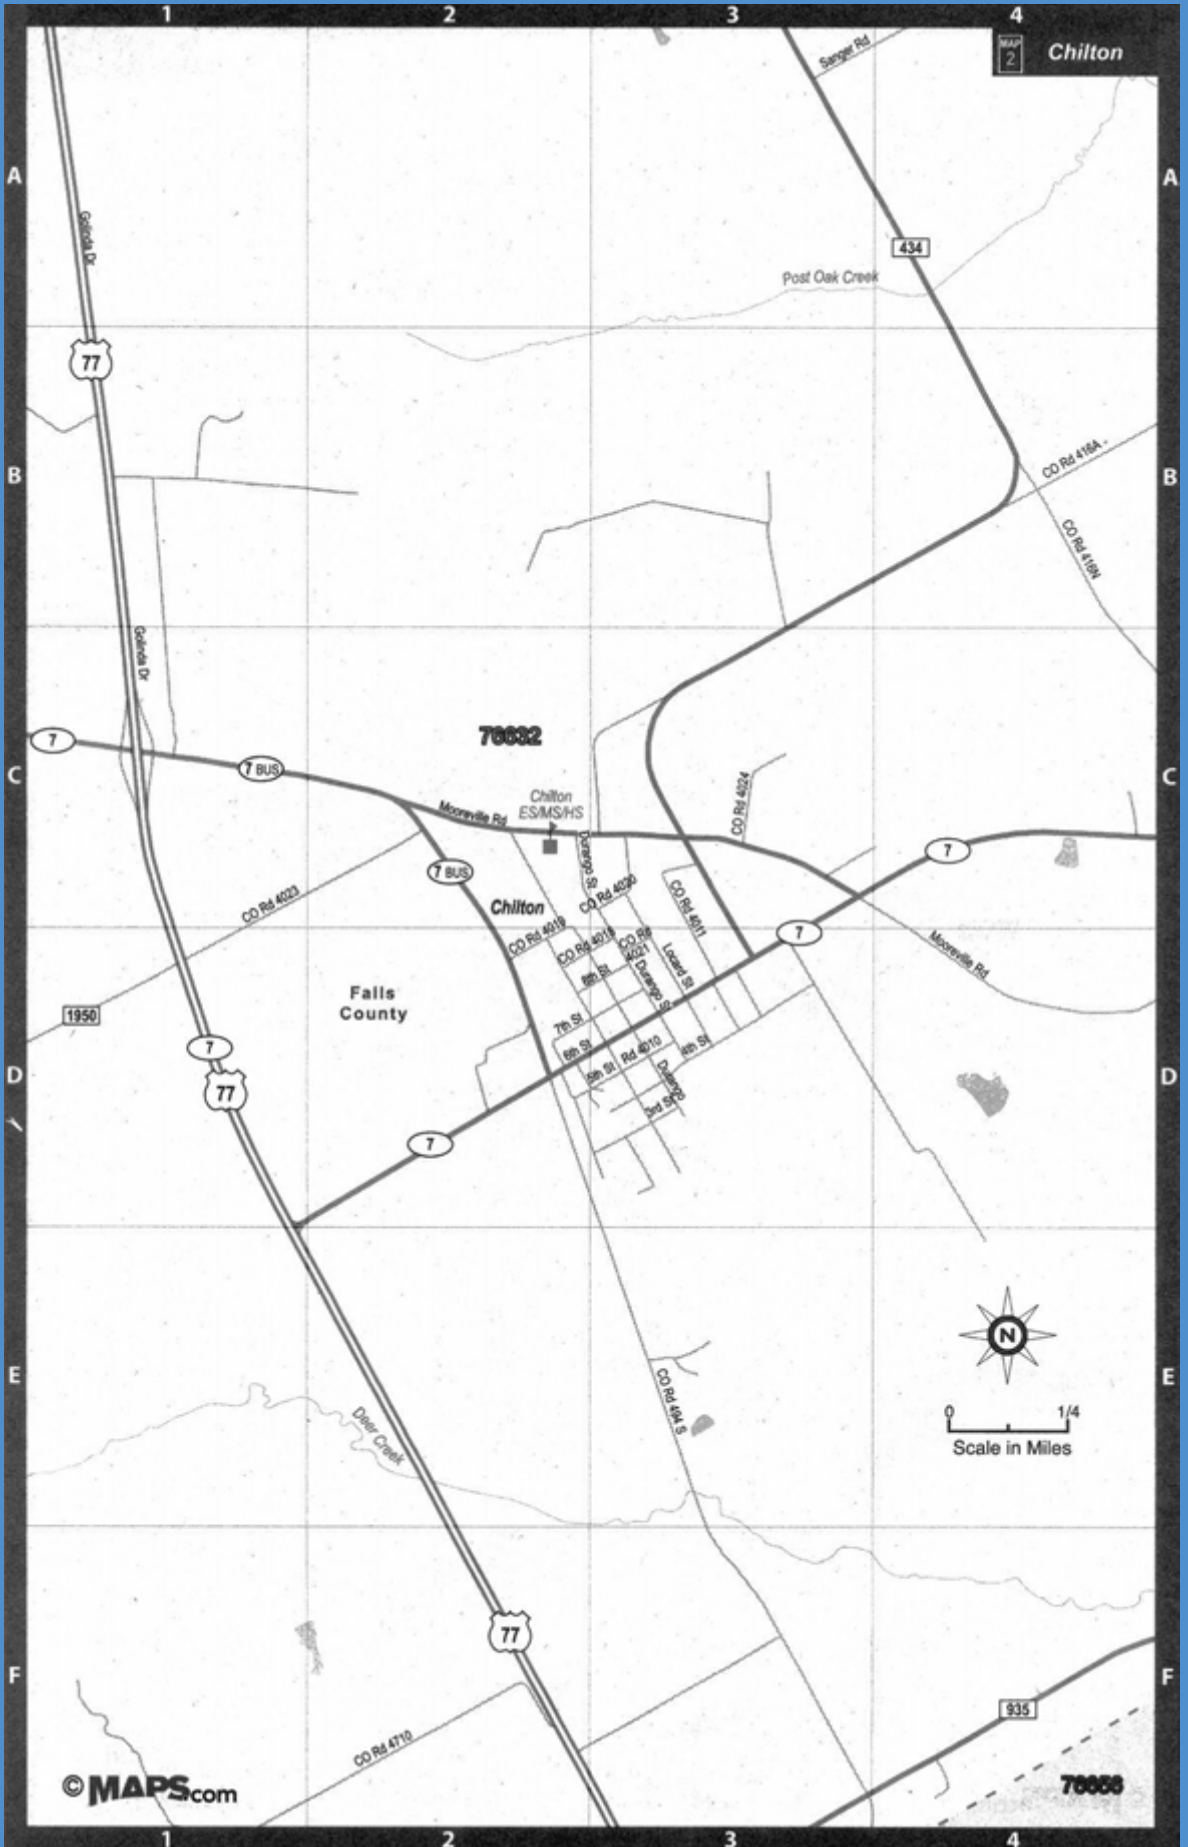 1 2 3 4
MAP
2
Chilton
Sanger Rd
A A
Golinda Dr
434
Post Oak Creek
77
B B
CO Rd 416A
CO Rd 416N
Golinda Dr
7
76632
7 BUS
C C
CO Rd 4024
Chilton
ES/MS/HS
Mooreville Rd
Durango St
7
7 BUS
CO Rd 4020
CO Rd 4023
Chilton
CO Rd 4011
CO Rd 4019
7
CO Rd 4018
CO Rd
4021
Locard St
Mooreville Rd
8th St
Durango St
Falls
County
1950
7th St
7
6th St
Rd 4010
4th St
5th St
D D
77
Durango
3rd St
7
N
E E
CO Rd 494 S
0 1/4
Scale in Miles
Deer Creek
77
F F
935
CO Rd 4710
© MAPS.com
76656
1 2 3 4